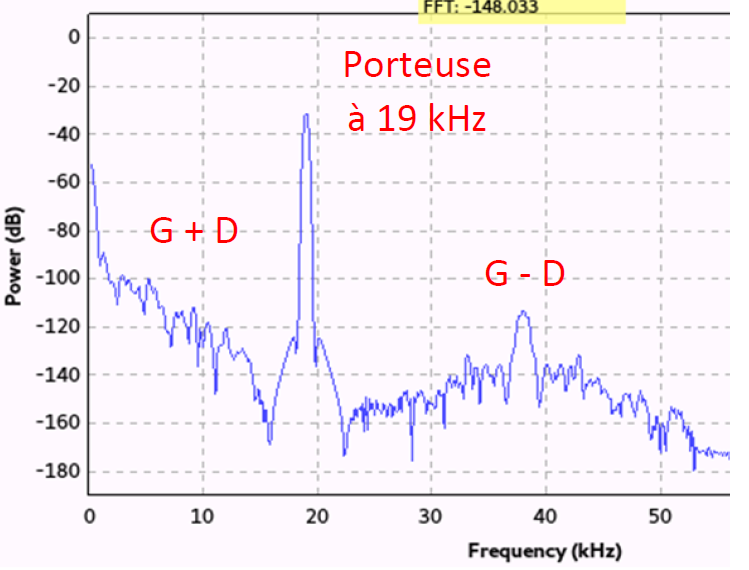 FFT: -148.033
Porteuse
à 19 kHz
G + D
G - D
Power (dB)
0
-20
-40
-60
-80
-100
-120
-140
-160
-180
0 10 20 30 40 50
Frequency (kHz)